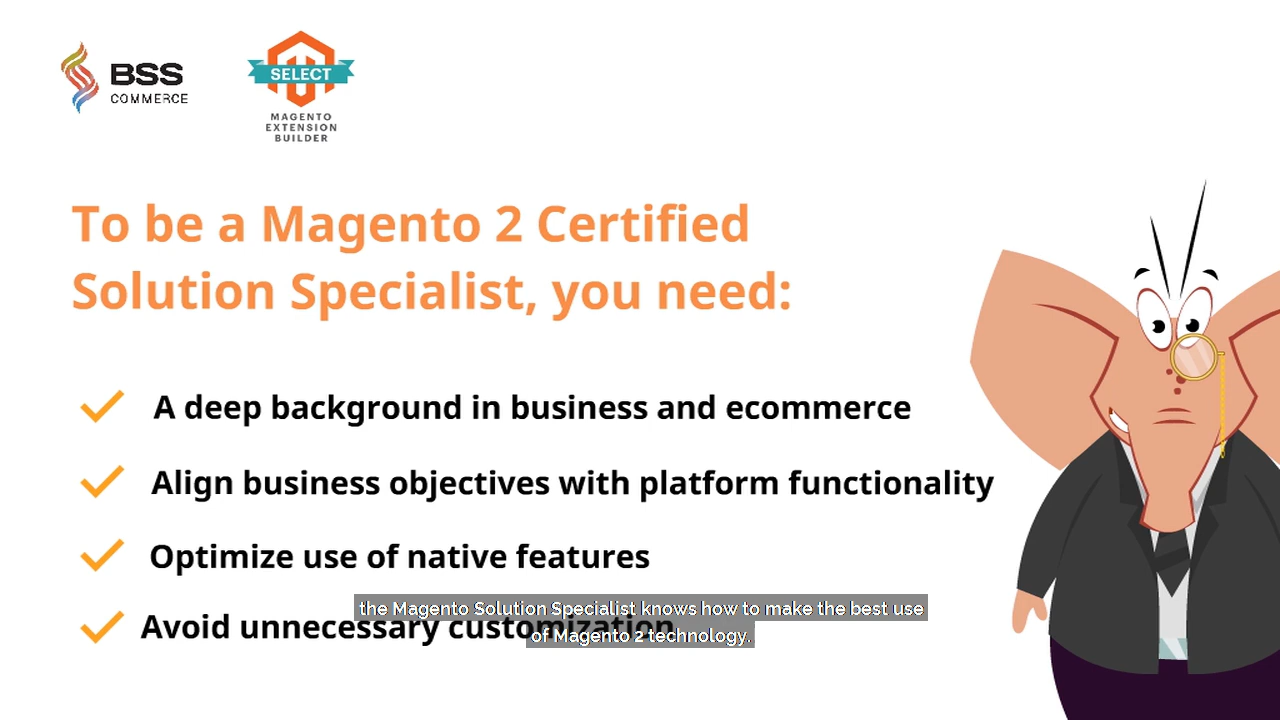 BSS
COMMERCE
SELECT
MAGENTO
EXTENSION
BUILDER
To be a Magento 2 Certified
Solution Specialist, you need:
A deep background in business and ecommerce
Align business objectives with platform functionality
Optimize use of native features
Avoid unnecessary customization
the Magento Solution Specialist knows how to make the best use
of Magento 2 technology.